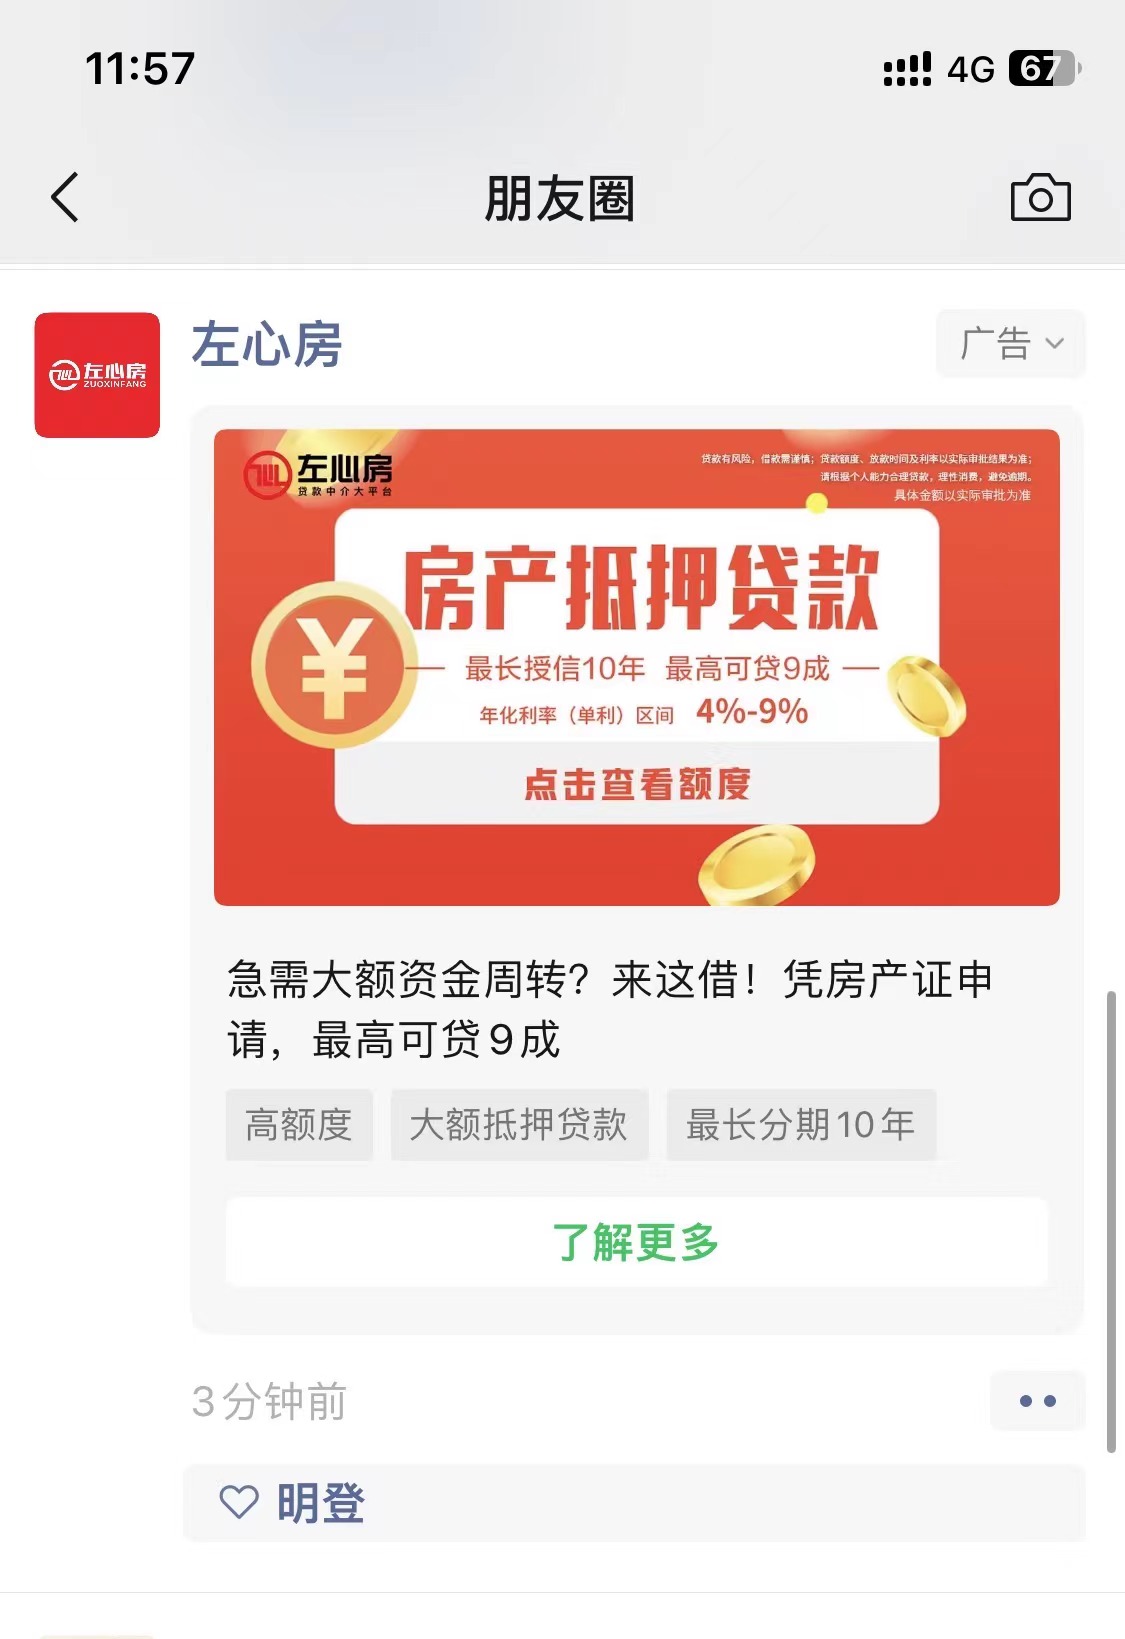 11:57
4G 67
朋友圈
左心房
广告
左心房
ZUOXINFANG
左心房
贷款中介大平台
贷款有风险，借款需谨慎；贷款额度、放款时间及利率以实际审批结果为准；
请根据个人能力合理贷款，理性消费，避免逾期。
具体金额以实际审批为准
房产抵押贷款
最长授信10年 最高可贷9成
年化利率（单利）区间 4%-9%
¥
点击查看额度
急需大额资金周转？来这借！凭房产证申
请，最高可贷9成
高额度 大额抵押贷款 最长分期10年
了解更多
3分钟前
明登